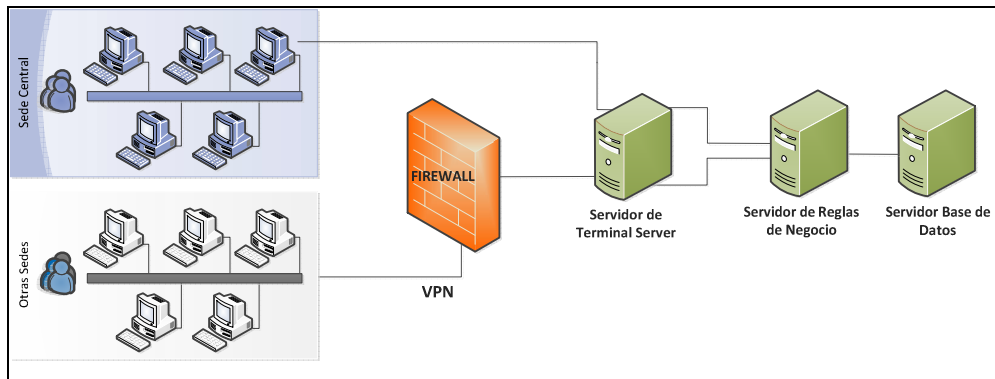 Sede Central
FIREWALL
Servidor de
Terminal Server
Servidor de Reglas
de Negocio
Servidor Base de
Datos
Otras Sedes
VPN